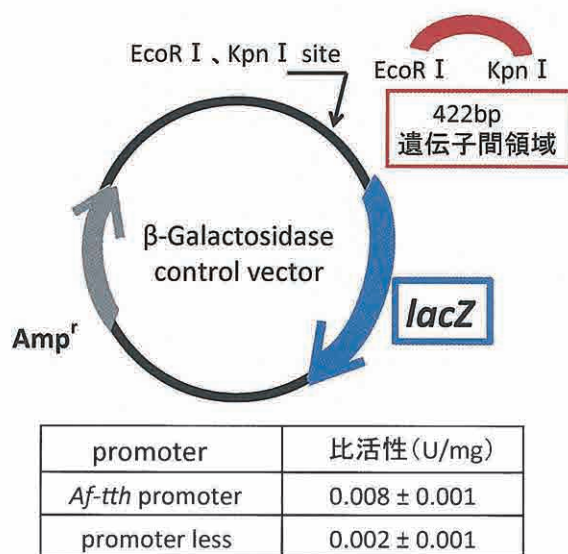 EcoR I、Kpn I site
EcoR I Kpn I
422bp
遺伝子間領域
β-Galactosidase
control vector
lacZ
Ampʳ
promoter 比活性(U/mg)
Af-tth promoter 0.008 ± 0.001
promoter less 0.002 ± 0.001